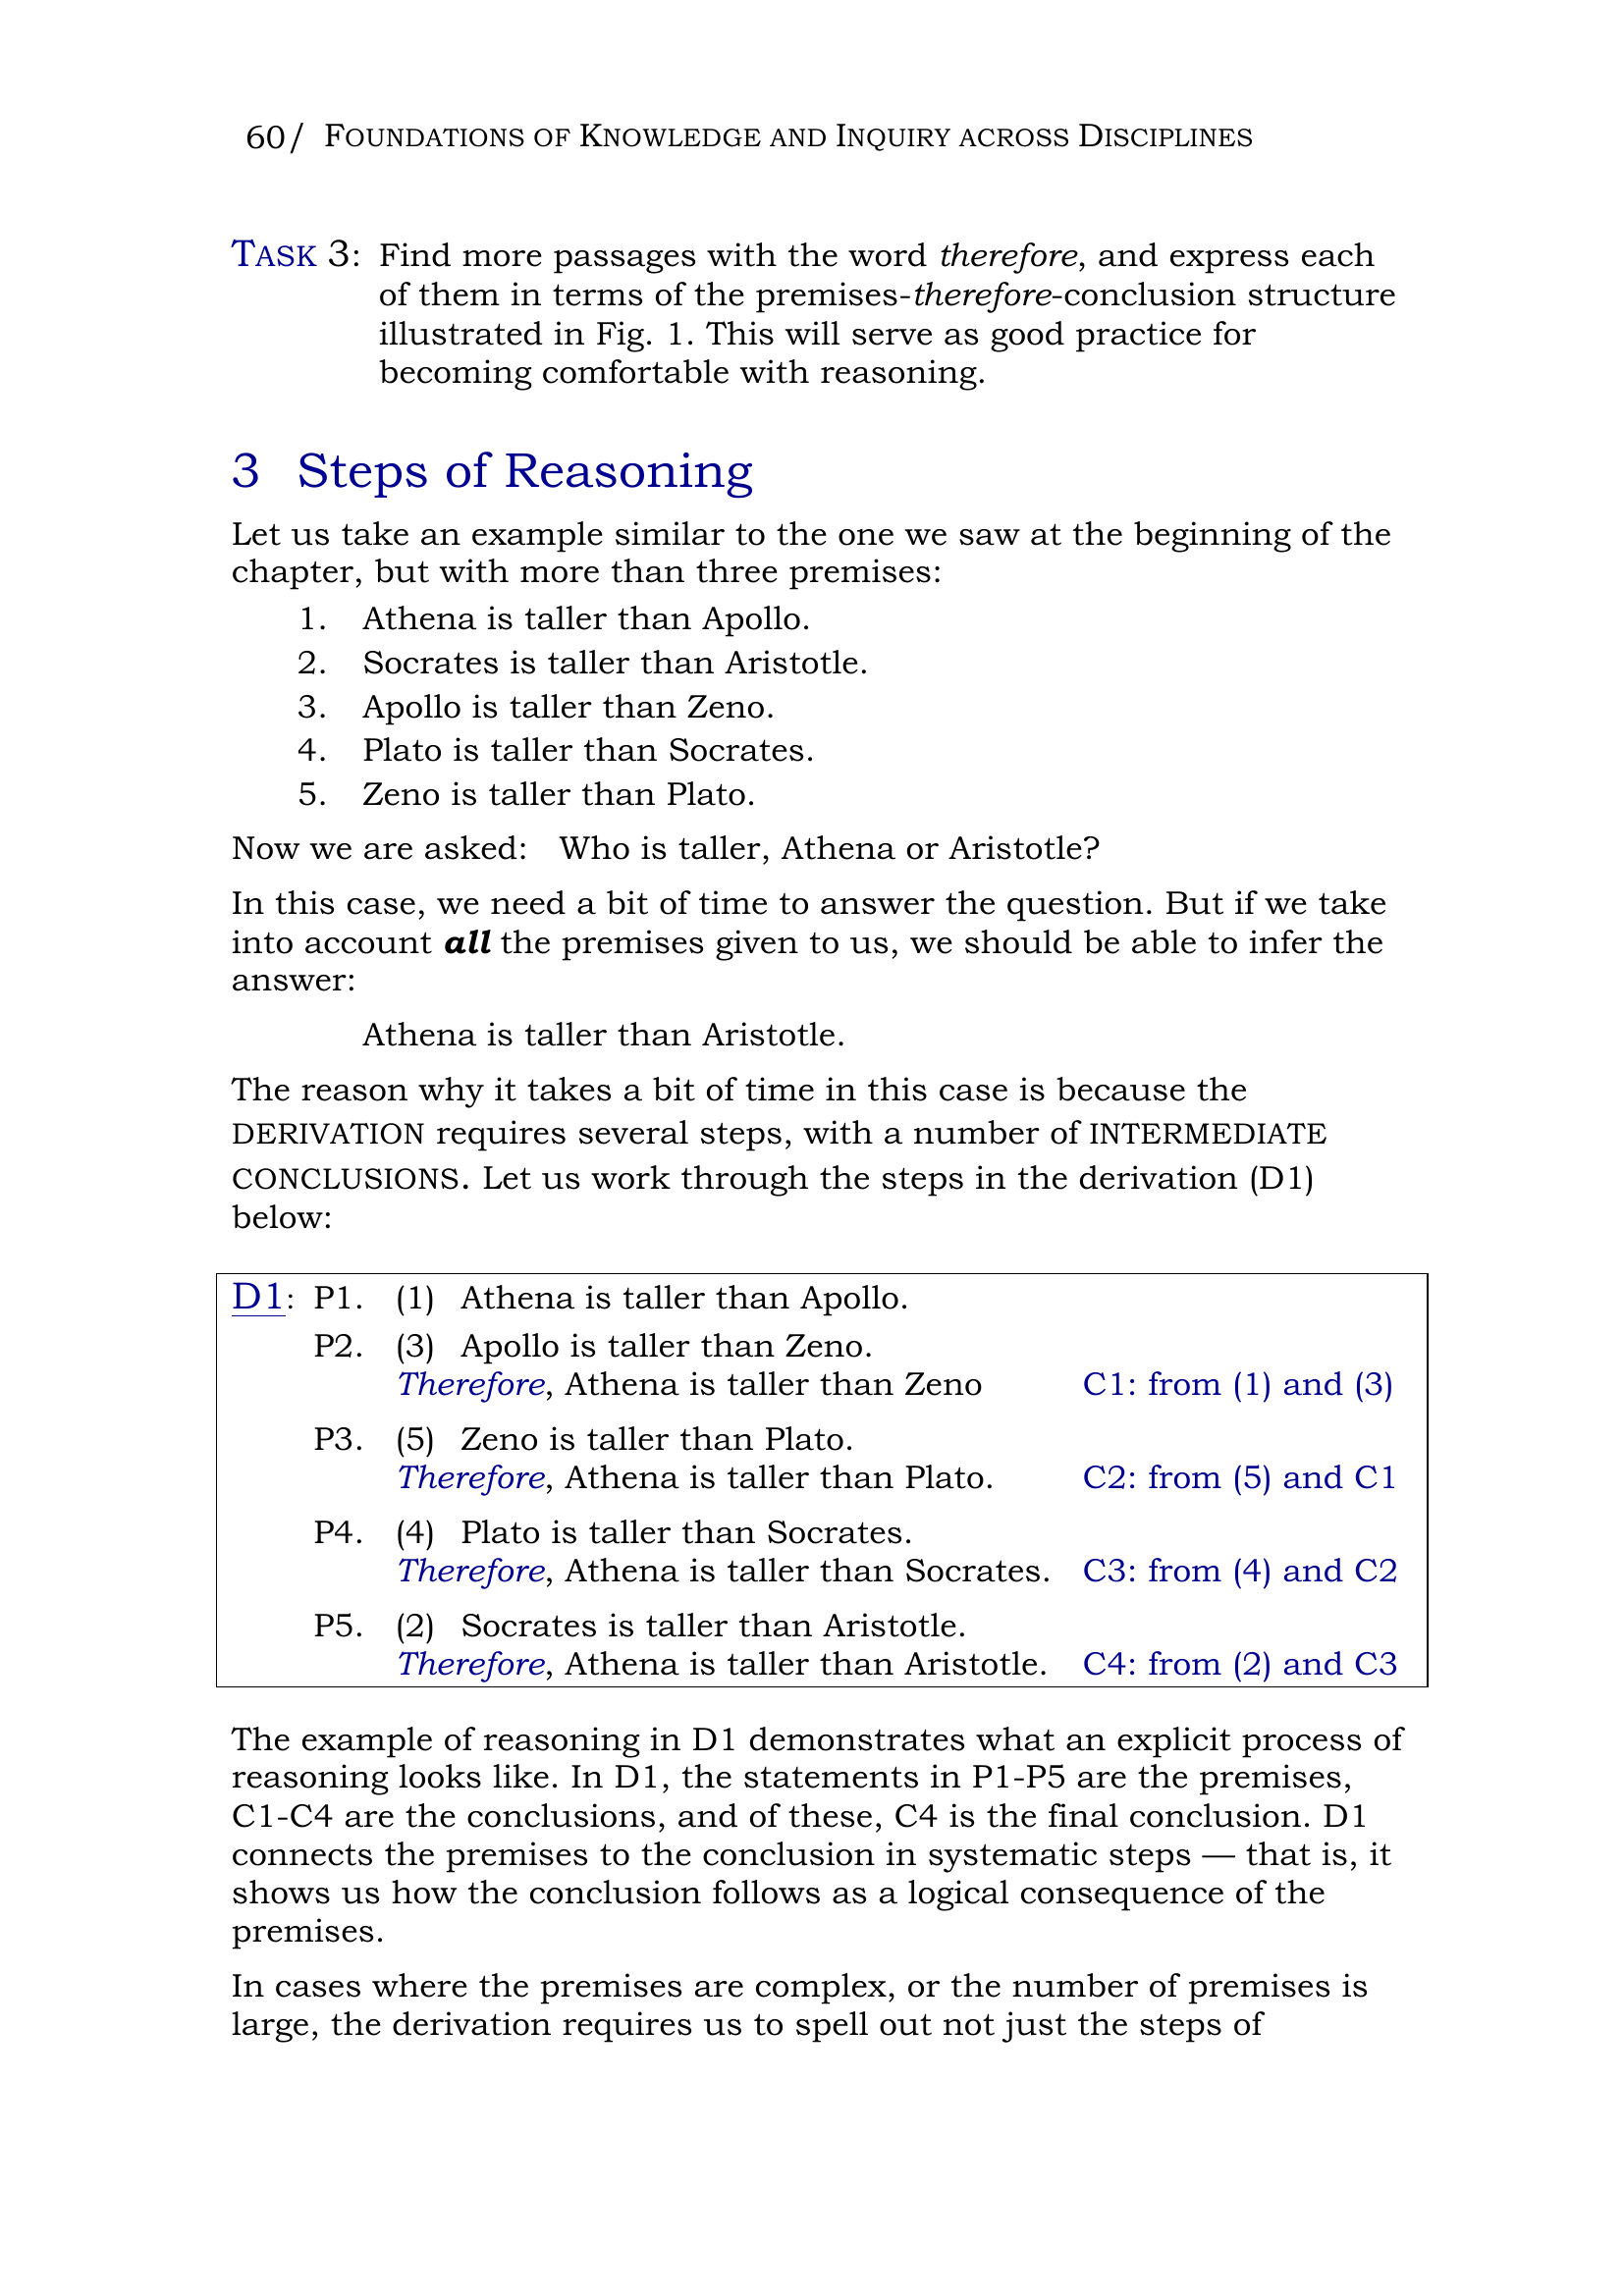 60/ FOUNDATIONS OF KNOWLEDGE AND INQUIRY ACROSS DISCIPLINES
TASK 3: Find more passages with the word therefore, and express each
of them in terms of the premises-therefore-conclusion structure
illustrated in Fig. 1. This will serve as good practice for
becoming comfortable with reasoning.
3 Steps of Reasoning
Let us take an example similar to the one we saw at the beginning of the
chapter, but with more than three premises:
1. Athena is taller than Apollo.
2. Socrates is taller than Aristotle.
3. Apollo is taller than Zeno.
4. Plato is taller than Socrates.
5. Zeno is taller than Plato.
Now we are asked: Who is taller, Athena or Aristotle?
In this case, we need a bit of time to answer the question. But if we take
into account all the premises given to us, we should be able to infer the
answer:
Athena is taller than Aristotle.
The reason why it takes a bit of time in this case is because the
DERIVATION requires several steps, with a number of INTERMEDIATE
CONCLUSIONS. Let us work through the steps in the derivation (D1)
below:
D1: P1. (1) Athena is taller than Apollo.
P2. (3) Apollo is taller than Zeno.
Therefore, Athena is taller than Zeno C1: from (1) and (3)
P3. (5) Zeno is taller than Plato.
Therefore, Athena is taller than Plato. C2: from (5) and C1
P4. (4) Plato is taller than Socrates.
Therefore, Athena is taller than Socrates. C3: from (4) and C2
P5. (2) Socrates is taller than Aristotle.
Therefore, Athena is taller than Aristotle. C4: from (2) and C3
The example of reasoning in D1 demonstrates what an explicit process of
reasoning looks like. In D1, the statements in P1-P5 are the premises,
C1-C4 are the conclusions, and of these, C4 is the final conclusion. D1
connects the premises to the conclusion in systematic steps — that is, it
shows us how the conclusion follows as a logical consequence of the
premises.
In cases where the premises are complex, or the number of premises is
large, the derivation requires us to spell out not just the steps of